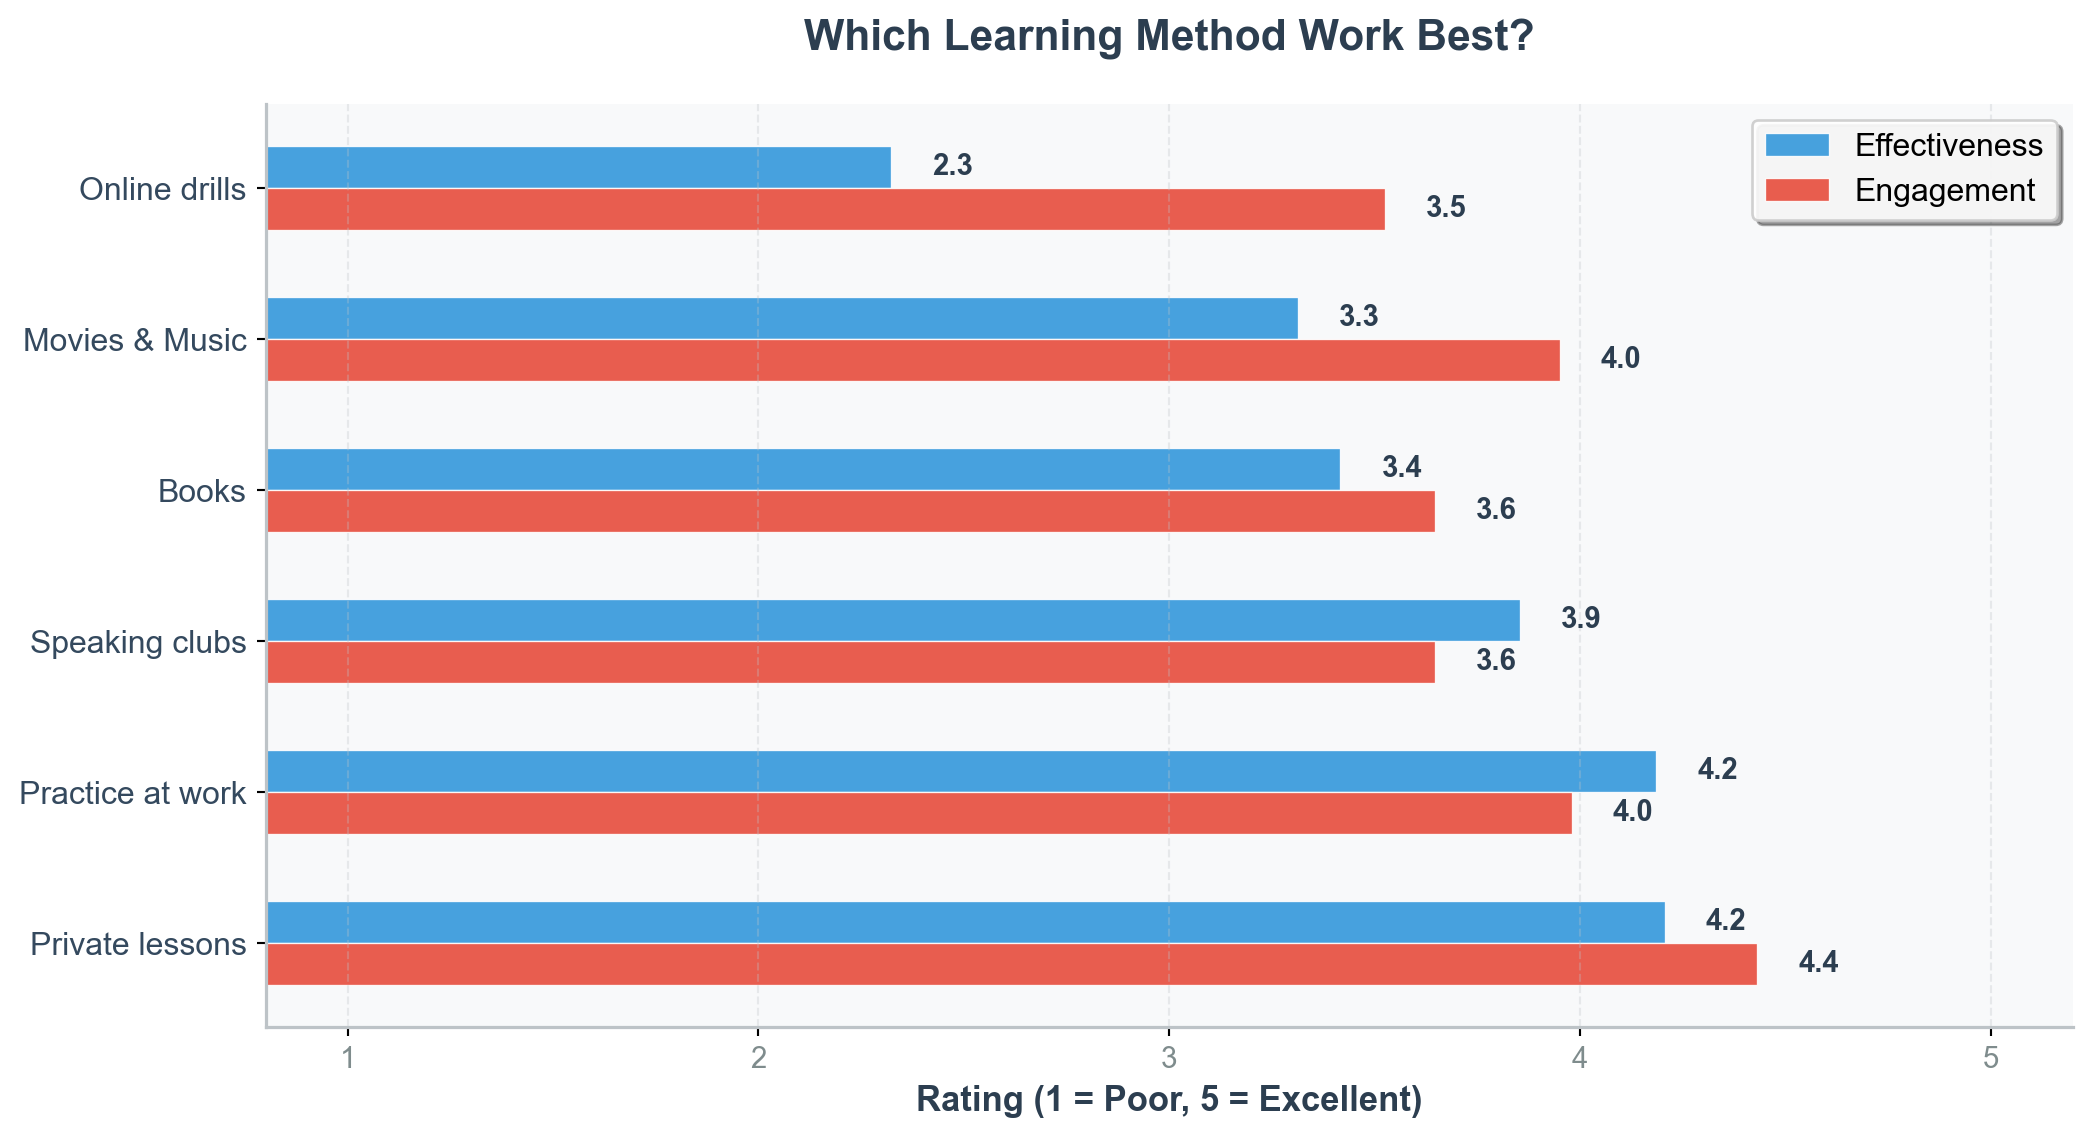 Which Learning Method Work Best?
Effectiveness
Engagement
Online drills
2.3
3.5
Movies & Music
3.3
4.0
Books
3.4
3.6
Speaking clubs
3.9
3.6
Practice at work
4.2
4.0
Private lessons
4.2
4.4
1 2 3 4 5
Rating (1 = Poor, 5 = Excellent)